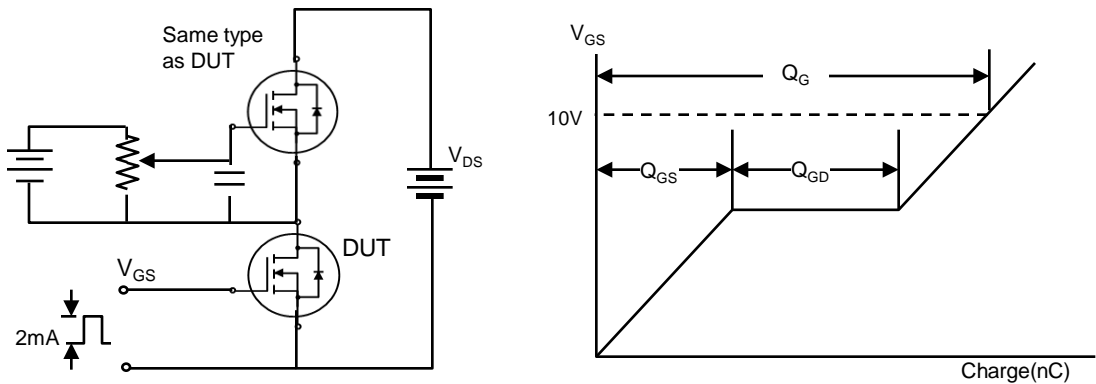 Same type
as DUT
V_DS
DUT
V_GS
2mA
V_GS
Q_G
10V
Q_GS
Q_GD
Charge(nC)